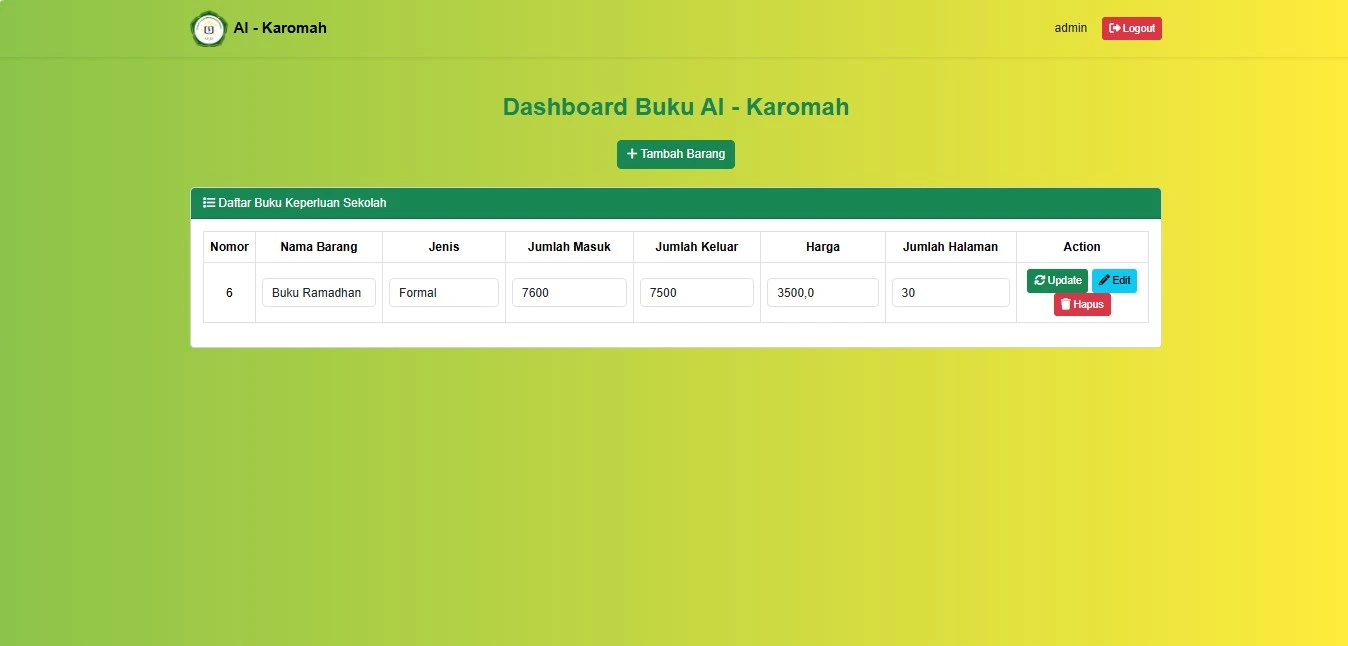 Al - Karomah
admin
Logout
Dashboard Buku Al - Karomah
Tambah Barang
Daftar Buku Keperluan Sekolah
Nomor Nama Barang Jenis Jumlah Masuk Jumlah Keluar Harga Jumlah Halaman Action
6 Buku Ramadhan Formal 7600 7500 3500,0 30 Update Edit
Hapus